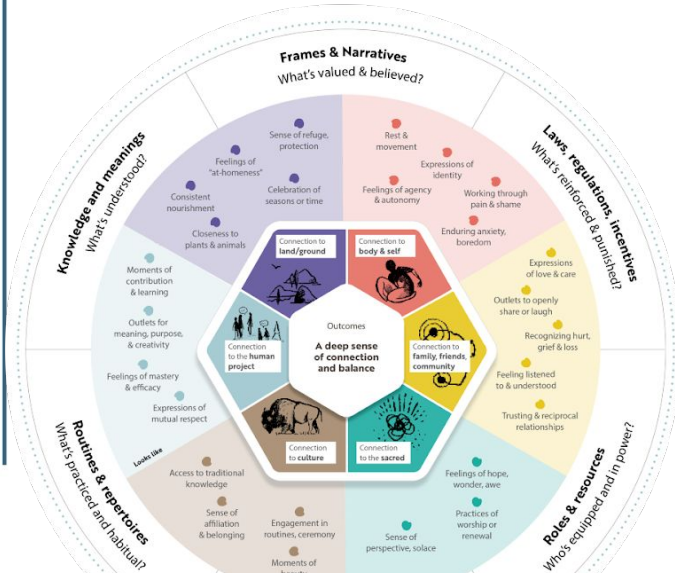 Frames & Narratives
What's valued & believed?
Knowledge and meanings
What's understood?
Laws, regulations, incentives
What's reinforced & punished?
Sense of refuge,
protection
Feelings of
"at-homeness"
Consistent
nourishment
Celebration of
seasons or time
Closeness to
plants & animals
Rest &
movement
Expressions of
identity
Feelings of agency
& autonomy
Working through
pain & shame
Enduring anxiety,
boredom
Moments of
contribution
& learning
Outlets for
meaning, purpose,
& creativity
Feelings of mastery
& efficacy
Expressions of
mutual respect
Connection to
land/ground
Connection to
body & self
Connection
to the human
project
Outcomes
A deep sense
of connection
and balance
Connection to
family, friends,
community
Connection
to culture
Connection
to the sacred
Expressions
of love & care
Outlets to openly
share or laugh
Recognizing hurt,
grief & loss
Feeling listened
to & understood
Trusting & reciprocal
relationships
Looks like
Routines & repertoires
What's practiced and habitual?
Access to traditional
knowledge
Sense of
affiliation
& belonging
Engagement in
routines, ceremony
Moments of
Feelings of hope,
wonder, awe
Practices of
worship or
renewal
Sense of
perspective, solace
Roles & resources
Who's equipped and in power?